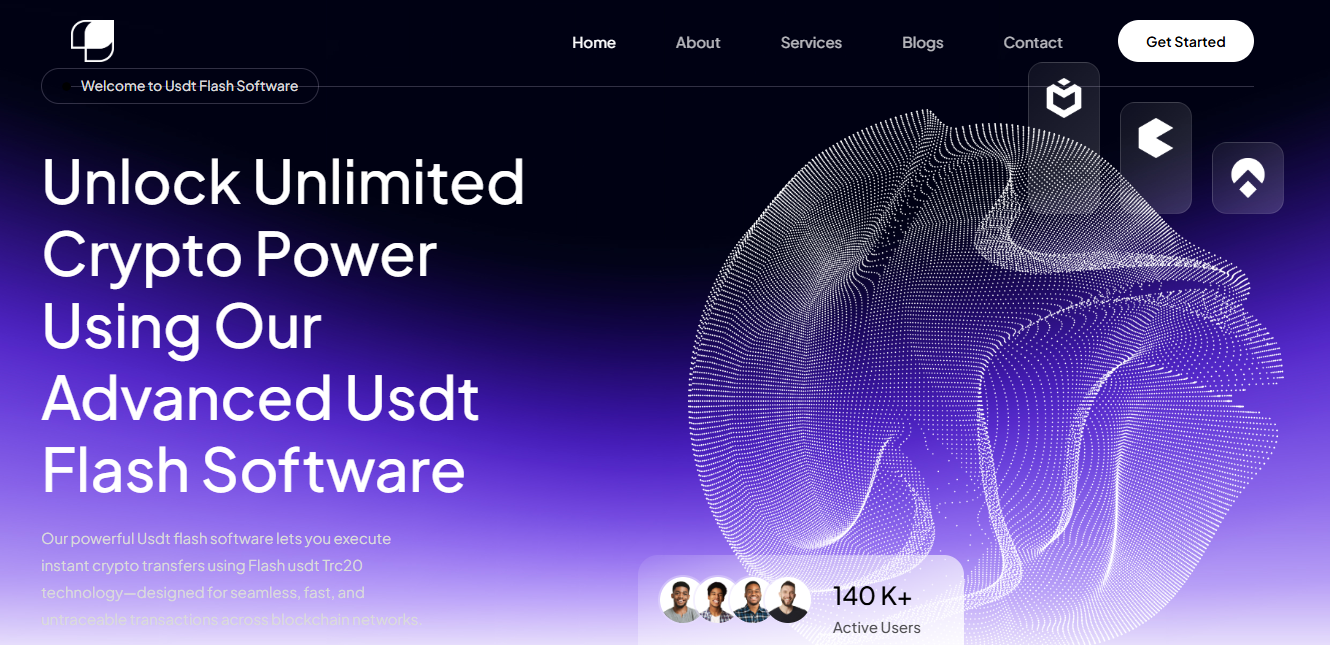 Home About Services Blogs Contact Get Started
Welcome to Usdt Flash Software
Unlock Unlimited
Crypto Power
Using Our
Advanced Usdt
Flash Software
Our powerful Usdt flash software lets you execute
instant crypto transfers using Flash usdt Trc20
technology—designed for seamless, fast, and
untraceable transactions across blockchain networks.
140 K+
Active Users